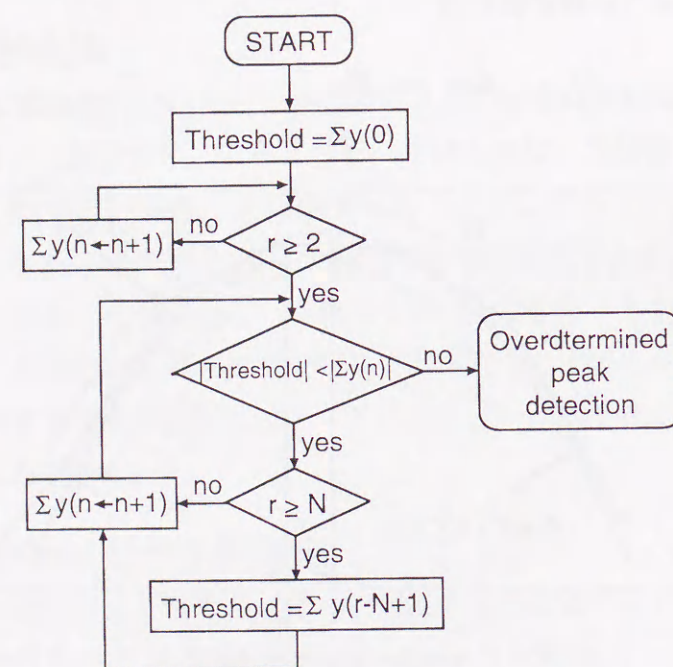 START
Threshold =Σy(0)
Σy(n←n+1)
no
r ≥ 2
yes
|Threshold| <|Σy(n)|
no
Overdtermined
peak
detection
yes
Σy(n←n+1)
no
r ≥ N
yes
Threshold =Σ y(r-N+1)